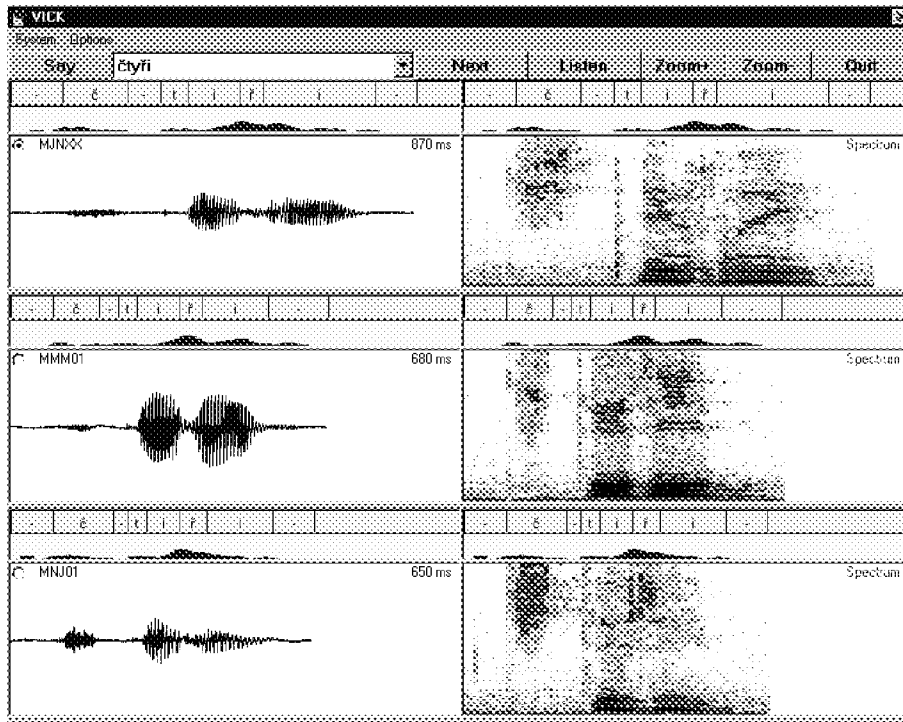 VICK
System Options
Say čtyři Next Listen Zoom+ Zoom- Quit
- č - t i ř i - - č - t i ř i -
MJNXX 870 ms Spectrum
- č - t i ř i - - č - t i ř i -
MMM01 680 ms Spectrum
- č - t i ř i - - č - t i ř i -
MNJ01 650 ms Spectrum